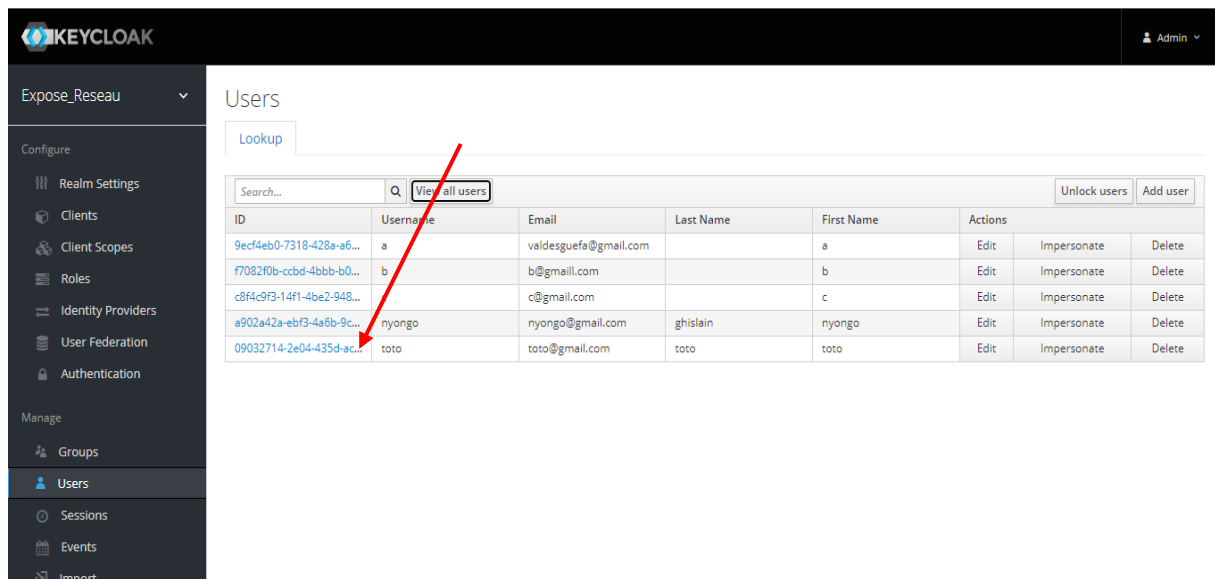 KEYCLOAK
Admin
Expose_Reseau
Users
Lookup
Configure
Realm Settings
Clients
Client Scopes
Roles
Identity Providers
User Federation
Authentication
Manage
Groups
Users
Sessions
Events
Import
Search... View all users Unlock users Add user
ID Username Email Last Name First Name Actions
9ecf4eb0-7318-428a-a6... a valdesguefa@gmail.com a Edit Impersonate Delete
f7082f0b-ccbd-4bbb-b0... b b@gmaill.com b Edit Impersonate Delete
c8f4c9f3-14f1-4be2-948... c@gmail.com c Edit Impersonate Delete
a902a42a-ebf3-4a6b-9c... nyongo nyongo@gmail.com ghislain nyongo Edit Impersonate Delete
09032714-2e04-435d-ac... toto toto@gmail.com toto toto Edit Impersonate Delete